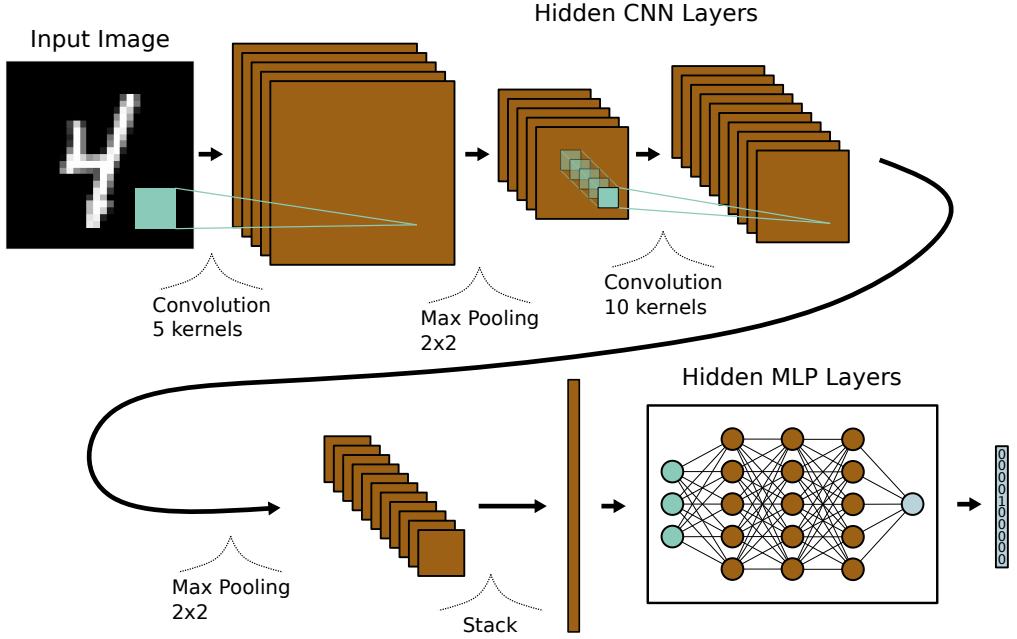 Hidden CNN Layers
Input Image
Convolution
5 kernels
Max Pooling
2x2
Convolution
10 kernels
Hidden MLP Layers
Max Pooling
2x2
Stack
0
0
0
0
1
0
0
0
0
0